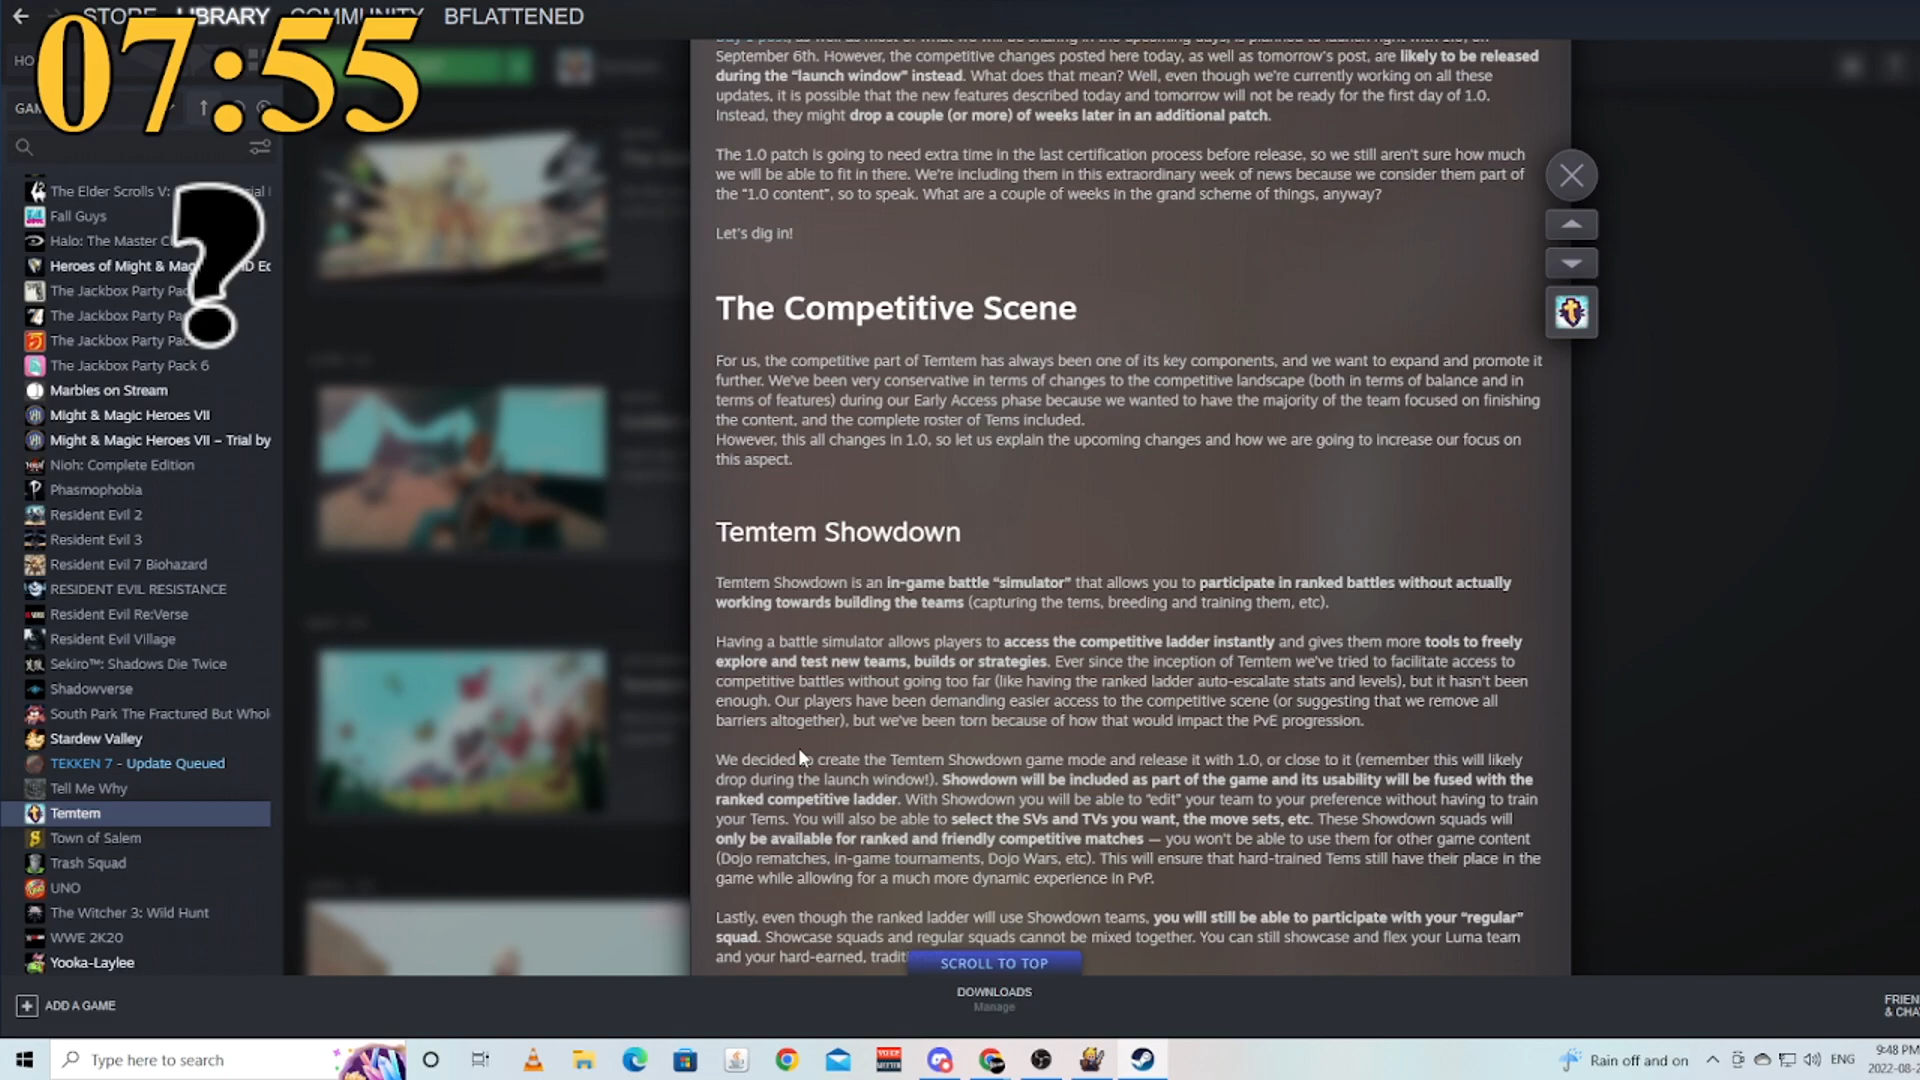 STORE LIBRARY COMMUNITY BFLATTENED
07:55
?
The Elder Scrolls V:
Fall Guys
Halo: The Master
Heroes of Might & Mag
The Jackbox Party
The Jackbox Party
The Jackbox Party
The Jackbox Party Pack 6
Marbles on Stream
Might & Magic Heroes VII
Might & Magic Heroes VII – Trial by
Nioh: Complete Edition
Phasmophobia
Resident Evil 2
Resident Evil 3
Resident Evil 7 Biohazard
RESIDENT EVIL RESISTANCE
Resident Evil Re:Verse
Resident Evil Village
Sekiro™: Shadows Die Twice
Shadowverse
South Park The Fractured But Whol
Stardew Valley
TEKKEN 7 - Update Queued
Tell Me Why
Temtem
Town of Salem
Trash Squad
UNO
The Witcher 3: Wild Hunt
WWE 2K20
Yooka-Laylee
ADD A GAME
September 6th. However, the competitive changes posted here today, as well as tomorrow's post, are likely to be released
during the “launch window” instead. What does that mean? Well, even though we're currently working on all these
updates, it is possible that the new features described today and tomorrow will not be ready for the first day of 1.0.
Instead, they might drop a couple (or more) of weeks later in an additional patch.
The 1.0 patch is going to need extra time in the last certification process before release, so we still aren't sure how much
we will be able to fit in there. We're including them in this extraordinary week of news because we consider them part of
the “1.0 content”, so to speak. What are a couple of weeks in the grand scheme of things, anyway?
Let's dig in!
The Competitive Scene
For us, the competitive part of Temtem has always been one of its key components, and we want to expand and promote it
further. We've been very conservative in terms of changes to the competitive landscape (both in terms of balance and in
terms of features) during our Early Access phase because we wanted to have the majority of the team focused on finishing
the content, and the complete roster of Tems included.
However, this all changes in 1.0, so let us explain the upcoming changes and how we are going to increase our focus on
this aspect.
Temtem Showdown
Temtem Showdown is an in-game battle “simulator” that allows you to participate in ranked battles without actually
working towards building the teams (capturing the tems, breeding and training them, etc).
Having a battle simulator allows players to access the competitive ladder instantly and gives them more tools to freely
explore and test new teams, builds or strategies. Ever since the inception of Temtem we've tried to facilitate access to
competitive battles without going too far (like having the ranked ladder auto-escalate stats and levels), but it hasn't been
enough. Our players have been demanding easier access to the competitive scene (or suggesting that we remove all
barriers altogether), but we've been torn because of how that would impact the PvE progression.
We decided to create the Temtem Showdown game mode and release it with 1.0, or close to it (remember this will likely
drop during the launch window!). Showdown will be included as part of the game and its usability will be fused with the
ranked competitive ladder. With Showdown you will be able to “edit” your team to your preference without having to train
your Tems. You will also be able to select the SVs and TVs you want, the move sets, etc. These Showdown squads will
only be available for ranked and friendly competitive matches — you won't be able to use them for other game content
(Dojo rematches, in-game tournaments, Dojo Wars, etc). This will ensure that hard-trained Tems still have their place in the
game while allowing for a much more dynamic experience in PvP.
Lastly, even though the ranked ladder will use Showdown teams, you will still be able to participate with your “regular”
squad. Showcase squads and regular squads cannot be mixed together. You can still showcase and flex your Luma team
and your hard-earned, tradit
SCROLL TO TOP
DOWNLOADS
Manage
FRIEN
& CHA
Type here to search
Rain off and on
ENG
9:48 PM
2022-08-2